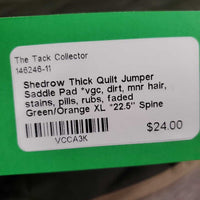 The Tack Collector
146246-11
Shedrow Thick Quilt Jumper
Saddle Pad *vgc, dirt, mnr hair,
stains, pills, rubs, faded
Green/Orange XL *22.5" Spine
$24.00
VCCA3K